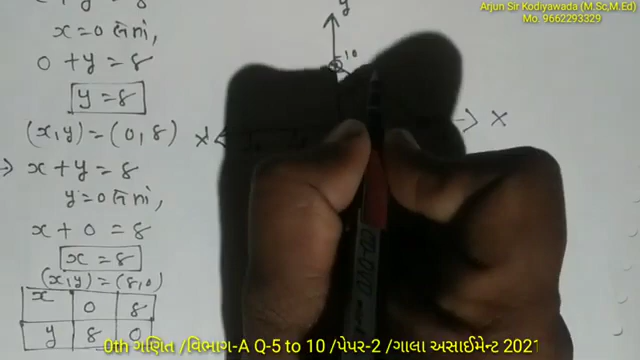 Arjun Sir Kodiyawada (M.Sc,M.Ed)
Mo: 9662293329
x=0 લેતાં,
0 + y = 8
y = 8
(x,y) = (0, 8)
→ x + y = 8
y=0 લેતાં,
x + 0 = 8
x = 8
(x,y) = (8,0)
x 0 8
y 8 0
y
10
x'
x
0th ગણિત /વિભાગ-A Q-5 to 10 /પેપર-2 /ગાલા અસાઈમેન્ટ 2021